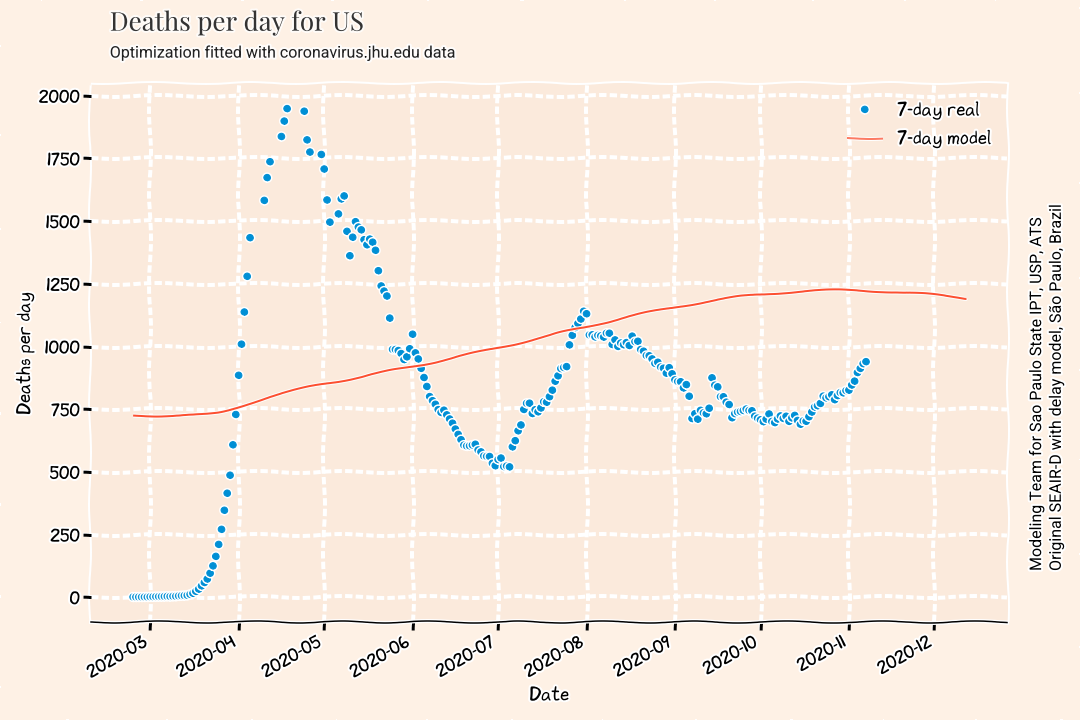 Deaths per day for US
Optimization fitted with coronavirus.jhu.edu data
2000
1750
1500
1250
1000
750
500
250
0
Deaths per day
7-day real
7-day model
2020-03
2020-04
2020-05
2020-06
2020-07
2020-08
2020-09
2020-10
2020-11
2020-12
Date
Modeling Team for Sao Paulo State IPT, USP, ATS
Original SEAIR-D with delay model, São Paulo, Brazil